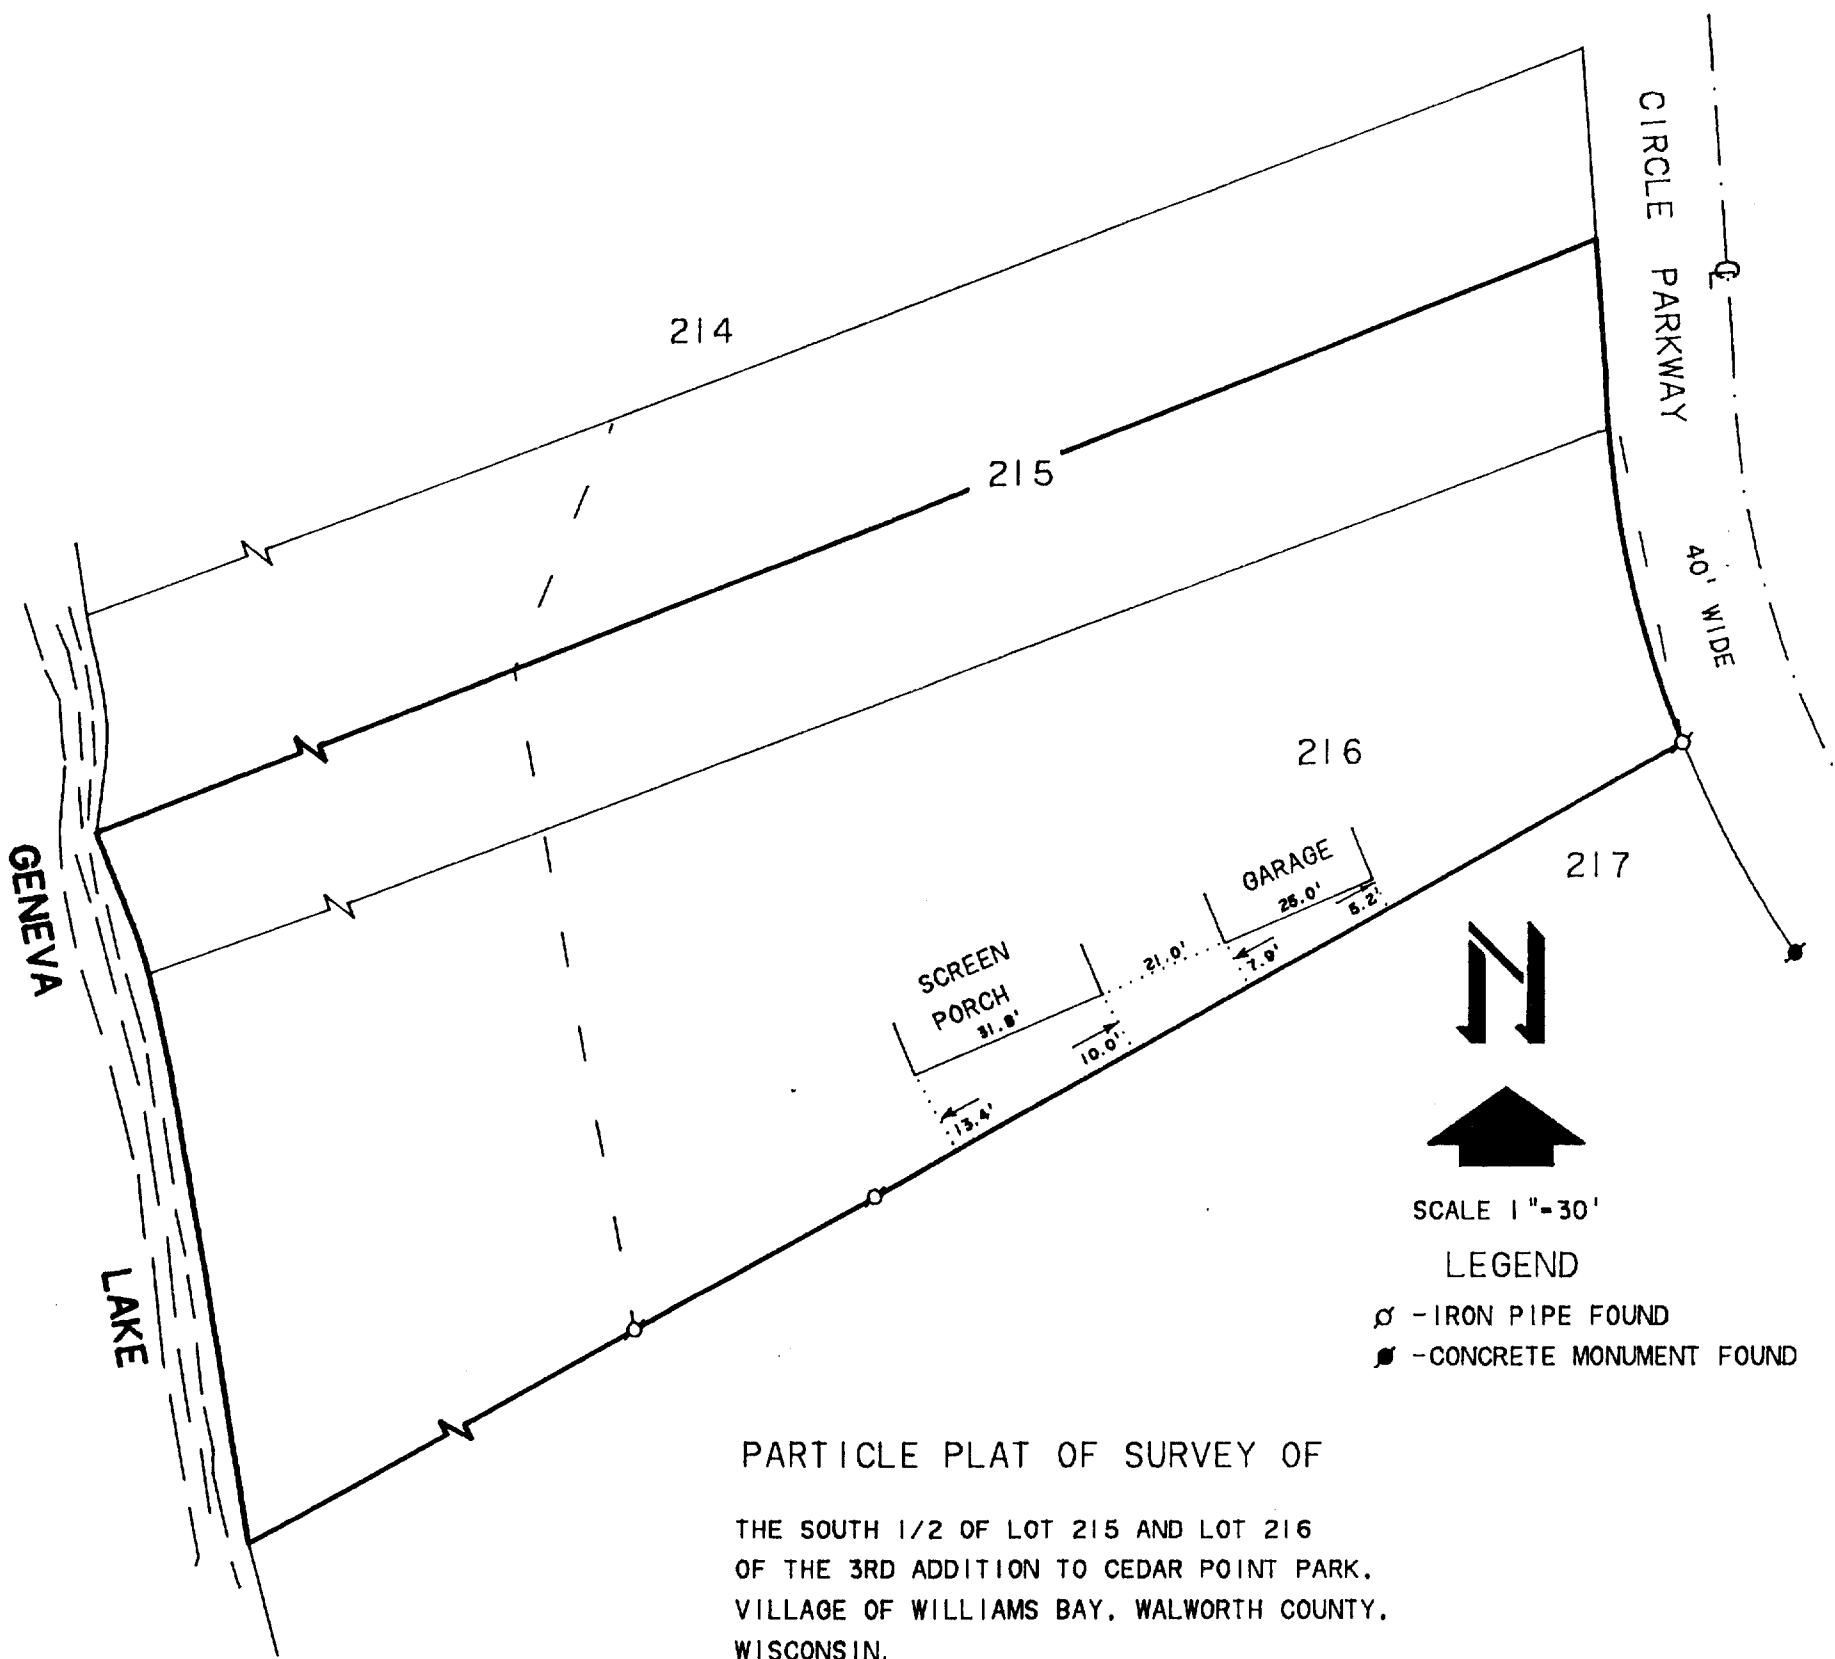 CIRCLE PARKWAY
℄
214
215
40' WIDE
216
217
GARAGE
25.0'
5.2'
7.9'
21.0'
SCREEN
PORCH
31.8'
10.0'
13.4'
GENEVA
LAKE
N
SCALE 1"=30'
LEGEND
-IRON PIPE FOUND
-CONCRETE MONUMENT FOUND
PARTICLE PLAT OF SURVEY OF
THE SOUTH 1/2 OF LOT 215 AND LOT 216
OF THE 3RD ADDITION TO CEDAR POINT PARK,
VILLAGE OF WILLIAMS BAY, WALWORTH COUNTY,
WISCONSIN.